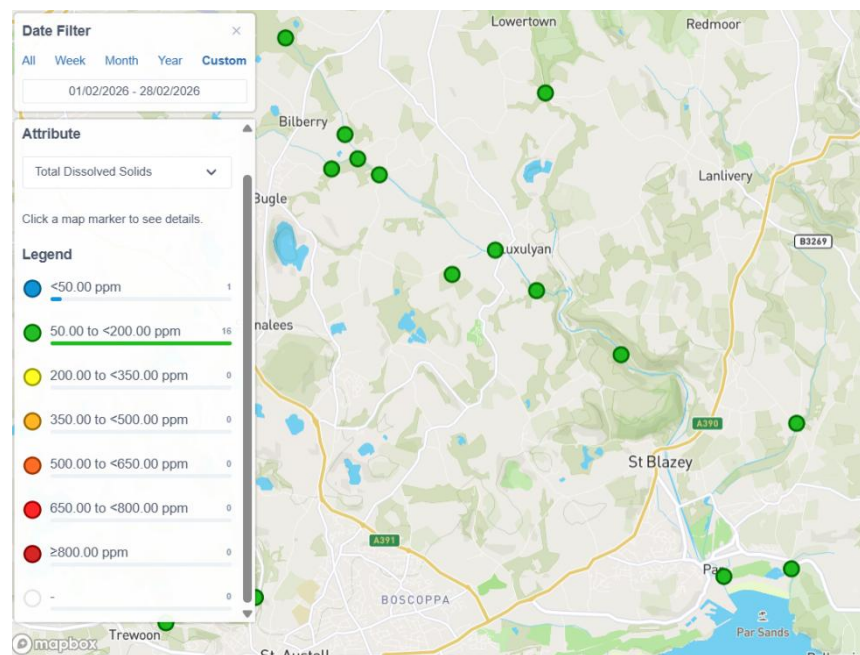 Date Filter ×
All Week Month Year Custom
01/02/2026 - 28/02/2026
Attribute
Total Dissolved Solids
Click a map marker to see details.
Legend
<50.00 ppm 1
50.00 to <200.00 ppm 16
200.00 to <350.00 ppm 0
350.00 to <500.00 ppm 0
500.00 to <650.00 ppm 0
650.00 to <800.00 ppm 0
≥800.00 ppm 0
- 0
mapbox
Lowertown
Redmoor
Bilberry
Lanlivery
Bugle
B3269
uxulyan
nalees
A390
St Blazey
A391
Pa
BOSCOPPA
Par Sands
Trewoon
St Austell